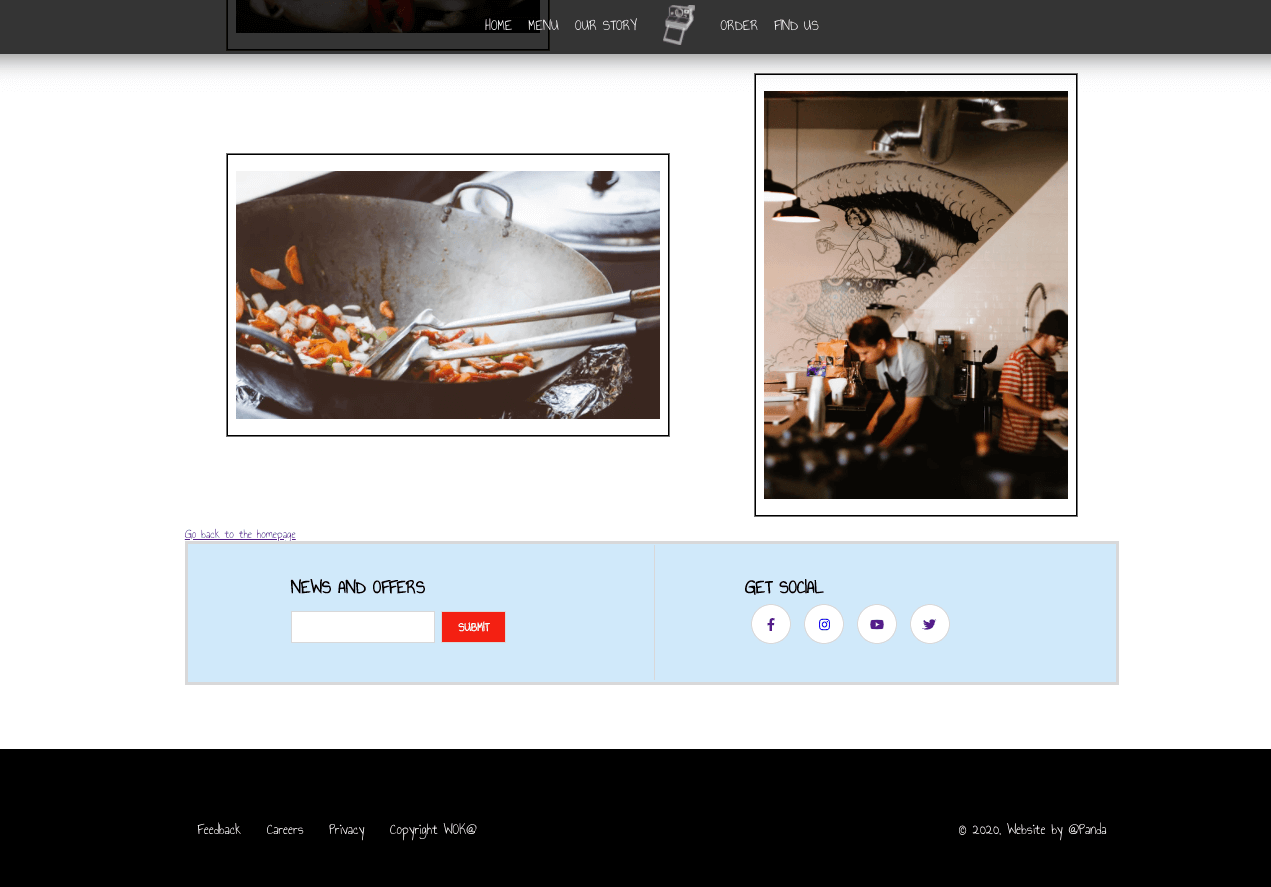 HOME MENU OUR STORY ORDER FIND US
Go back to the homepage
NEWS AND OFFERS
SUBMIT
GET SOCIAL
Feedback Careers Privacy Copyright WOK@
© 2020, Website by @Panda